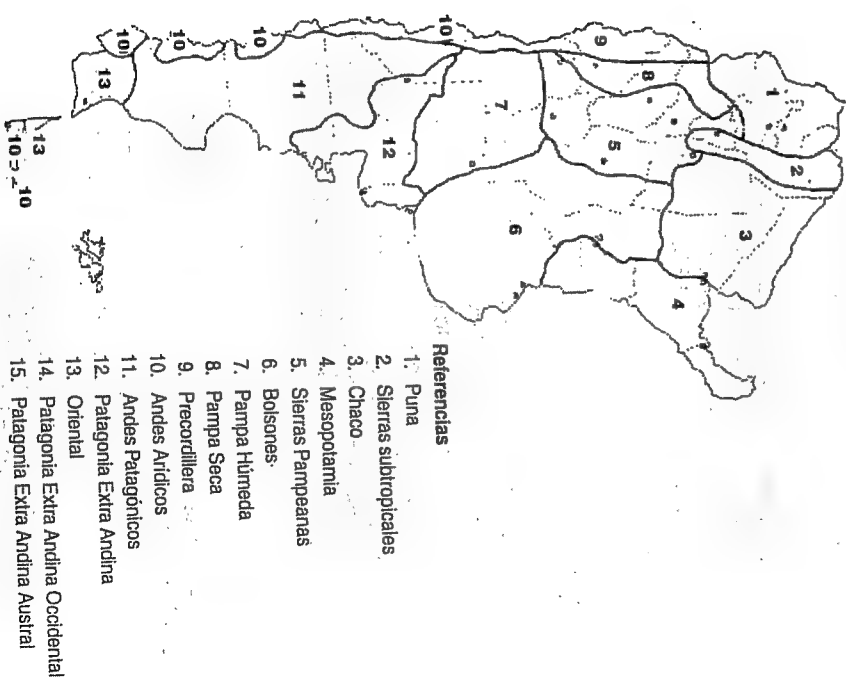 1
2
3
4
5
6
7
8
9
10
10
10
10
11
12
13
13
10
10
Referencias
1. Puna
2. Sierras subtropicales
3. Chaco
4. Mesopotamia
5. Sierras Pampeanas
6. Bolsones
7. Pampa Húmeda
8. Pampa Seca
9. Precordillera
10. Andes Aridicos
11. Andes Patagónicos
12. Patagonia Extra Andina
13. Oriental
14. Patagonia Extra Andina Occidental
15. Patagonia Extra Andina Austral